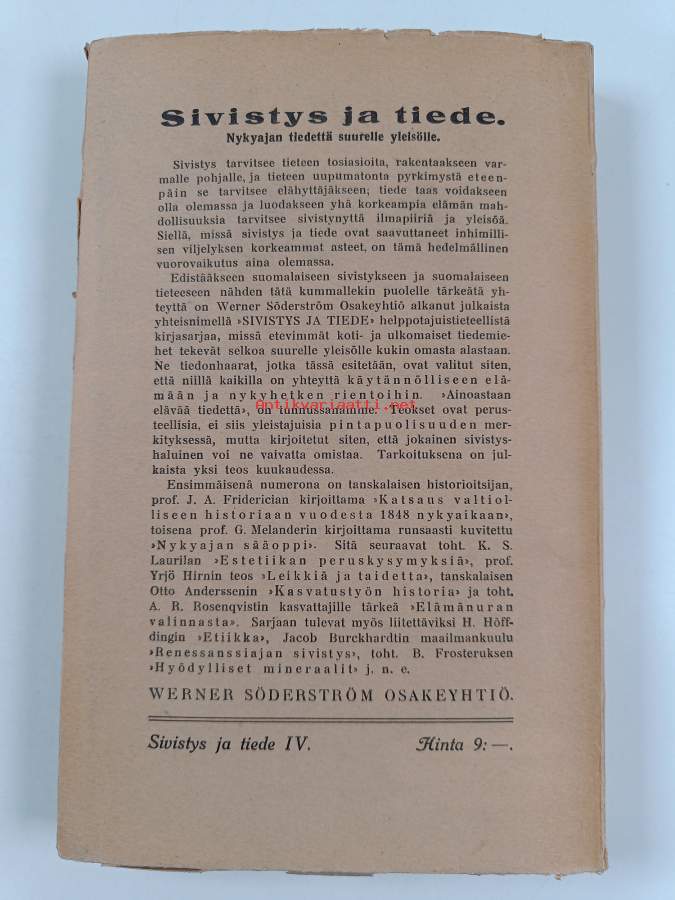 Sivistys ja tiede.
Nykyajan tiedettä suurelle yleisölle.
Sivistys tarvitsee tieteen tosiasioita, rakentaakseen var-
malle pohjalle, ja tieteen uupumatonta pyrkimystä eteen-
päin se tarvitsee elähyttäjäkseen; tiede taas voidakseen
olla olemassa ja luodakseen yhä korkeampia elämän mah-
dollisuuksia tarvitsee sivistynyttä ilmapiiriä ja yleisöä.
Siellä, missä sivistys ja tiede ovat saavuttaneet inhimilli-
sen viljelyksen korkeammat asteet, on tämä hedelmällinen
vuorovaikutus aina olemassa.
Edistääkseen suomalaiseen sivistykseen ja suomalaiseen
tieteeseen nähden tätä kummallekin puolelle tärkeätä yh-
teyttä on Werner Söderström Osakeyhtiö alkanut julkaista
yhteisnimellä »SIVISTYS JA TIEDE» helppotajuistieteellistä
kirjasarjaa, missä etevimmät koti- ja ulkomaiset tiedemie-
het tekevät selkoa suurelle yleisölle kukin omasta alastaan.
Ne tiedonhaarat, jotka tässä esitetään, ovat valitut siten,
että niillä kaikilla on yhteyttä käytännölliseen elä-
mään ja nykyhetken rientoihin. »Ainoastaan
elävää tiedettä», on tunnussanamme. Teokset ovat perus-
Antikvariaatti.net
teellisia, ei siis yleistajuisia pintapuolisuuden mer-
kityksessä, mutta kirjoitetut siten, että jokainen sivistys-
haluinen voi ne vaivatta omistaa. Tarkoituksena on jul-
kaista yksi teos kuukaudessa.
Ensimmäisenä numerona on tanskalaisen historioitsijan,
prof. J. A. Friderician kirjoittama »Katsaus valtiol-
liseen historiaan vuodesta 1848 nykyaikaan»,
toisena prof. G. Melanderin kirjoittama runsaasti kuvitettu
»Nykyajan sääoppi». Sitä seuraavat toht. K. S.
Laurilan »Estetiikan peruskysymyksiä», prof.
Yrjö Hirnin teos »Leikkiä ja taidetta», tanskalaisen
Otto Anderssenin »Kasvatustyön historia» ja toht.
A. R. Rosenqvistin kasvattajille tärkeä »Elämänuran
valinnasta». Sarjaan tulevat myös liitettäviksi H. Höff-
dingin »Etiikka», Jacob Burckhardtin maailmankuulu
»Renessanssiajan sivistys», toht. B. Frosteruksen
»Hyödylliset mineraalit» j. n. e.
WERNER SÖDERSTRÖM OSAKEYHTIÖ.
Sivistys ja tiede IV. Hinta 9: —.